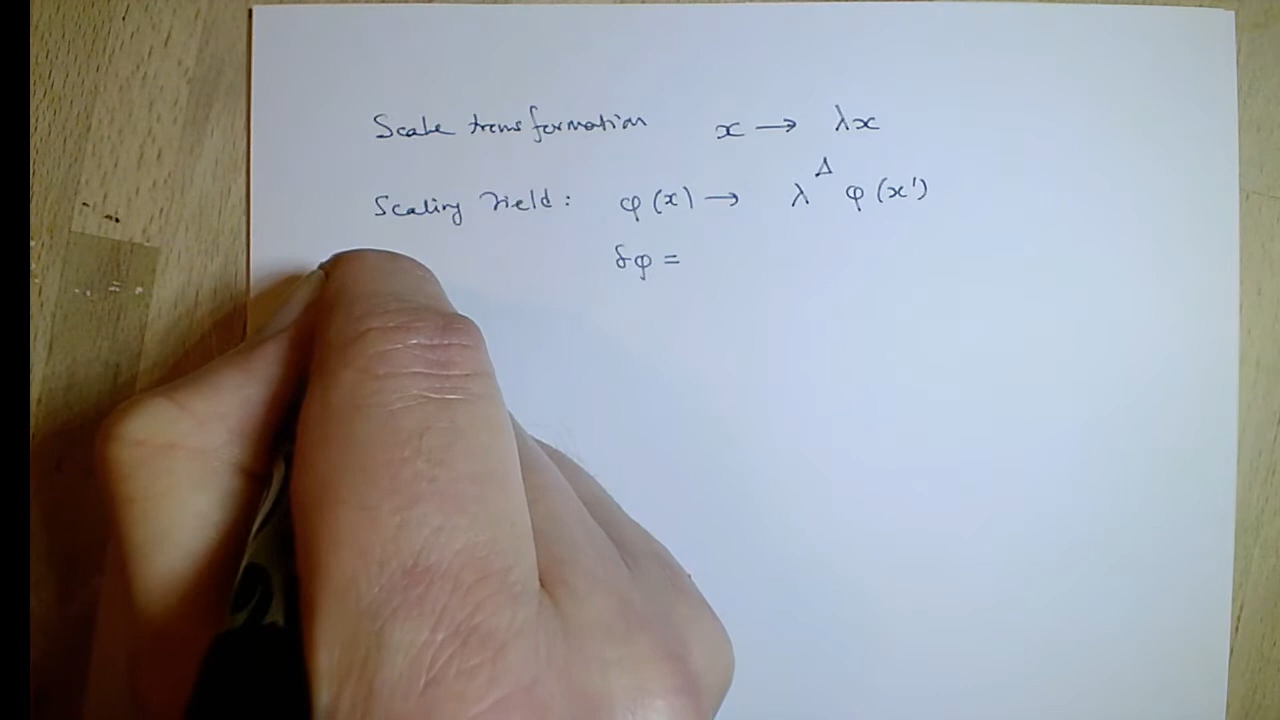 Scale transformation x → λx
Scaling field: φ(x) → λ^Δ φ(x')
δφ =